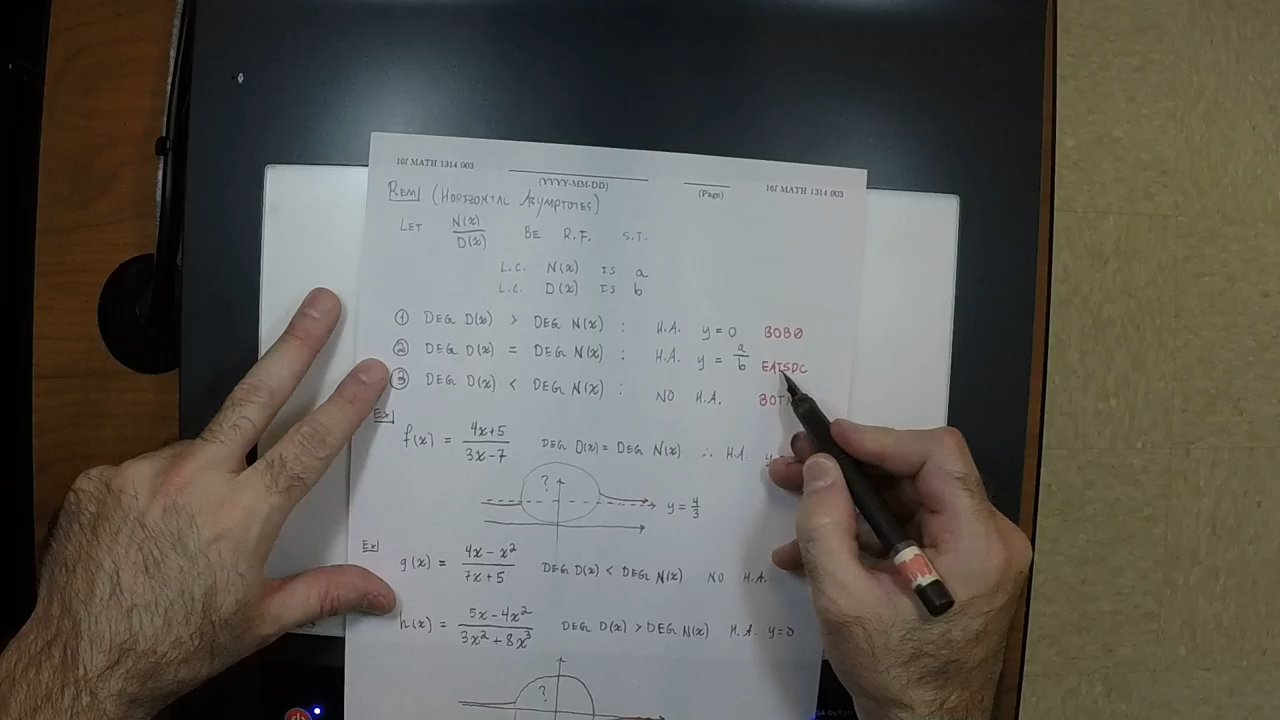 16f MATH 1314 003
(YYYY-MM-DD)
(Page)
16f MATH 1314 003
REM (HORIZONTAL ASYMPTOTES)
LET N(x)/D(x) BE R.F. S.T.
L.C. N(x) IS a
L.C. D(x) IS b
① DEG D(x) > DEG N(x) : H.A. y = 0 BOB0
② DEG D(x) = DEG N(x) : H.A. y = a/b EATSDC
③ DEG D(x) < DEG N(x) : NO H.A.
Ex
f(x) = 4x+5/3x-7 DEG D(x) = DEG N(x) ∴ H.A.
?
y = 4/3
Ex
g(x) = 4x - x²/7x+5 DEG D(x) < DEG N(x) NO H.A.
h(x) = 5x - 4x²/3x² + 8x³ DEG D(x) > DEG N(x) H.A. y=0
?